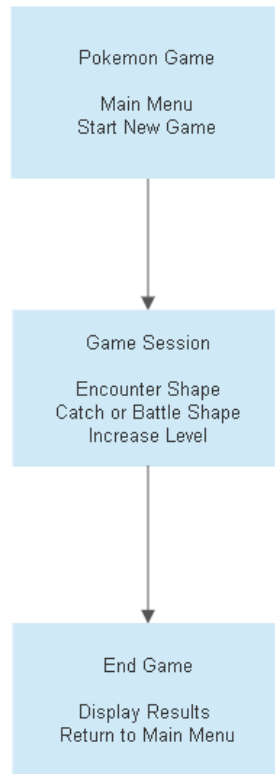 Pokemon Game
Main Menu
Start New Game
Game Session
Encounter Shape
Catch or Battle Shape
Increase Level
End Game
Display Results
Return to Main Menu